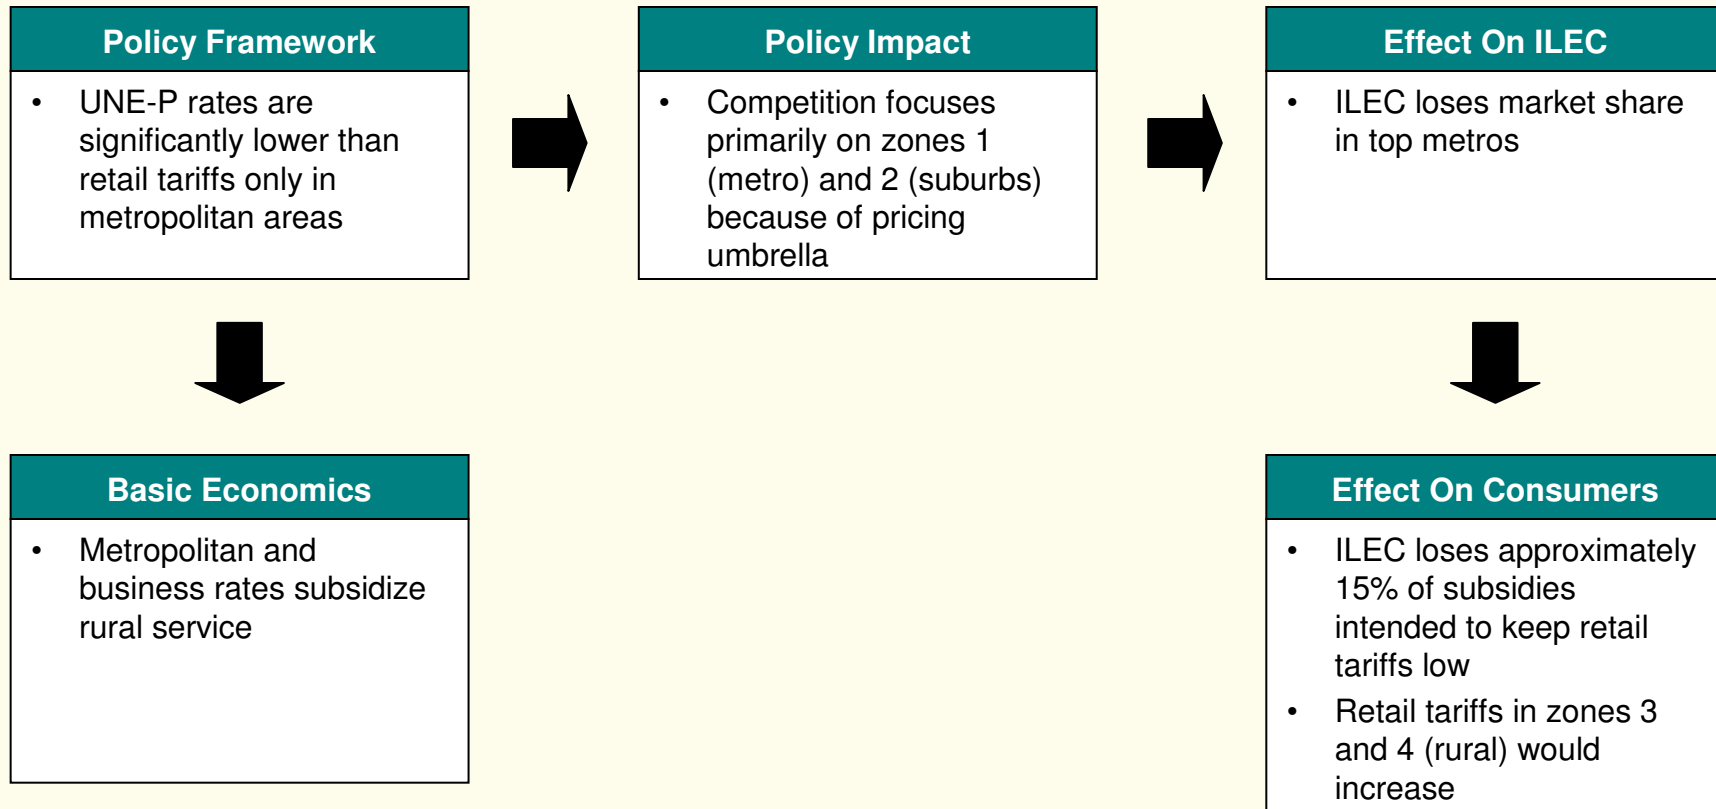 Policy Framework
• UNE-P rates are
significantly lower than
retail tariffs only in
metropolitan areas
Policy Impact
• Competition focuses
primarily on zones 1
(metro) and 2 (suburbs)
because of pricing
umbrella
Effect On ILEC
• ILEC loses market share
in top metros
Basic Economics
• Metropolitan and
business rates subsidize
rural service
Effect On Consumers
• ILEC loses approximately
15% of subsidies
intended to keep retail
tariffs low
• Retail tariffs in zones 3
and 4 (rural) would
increase